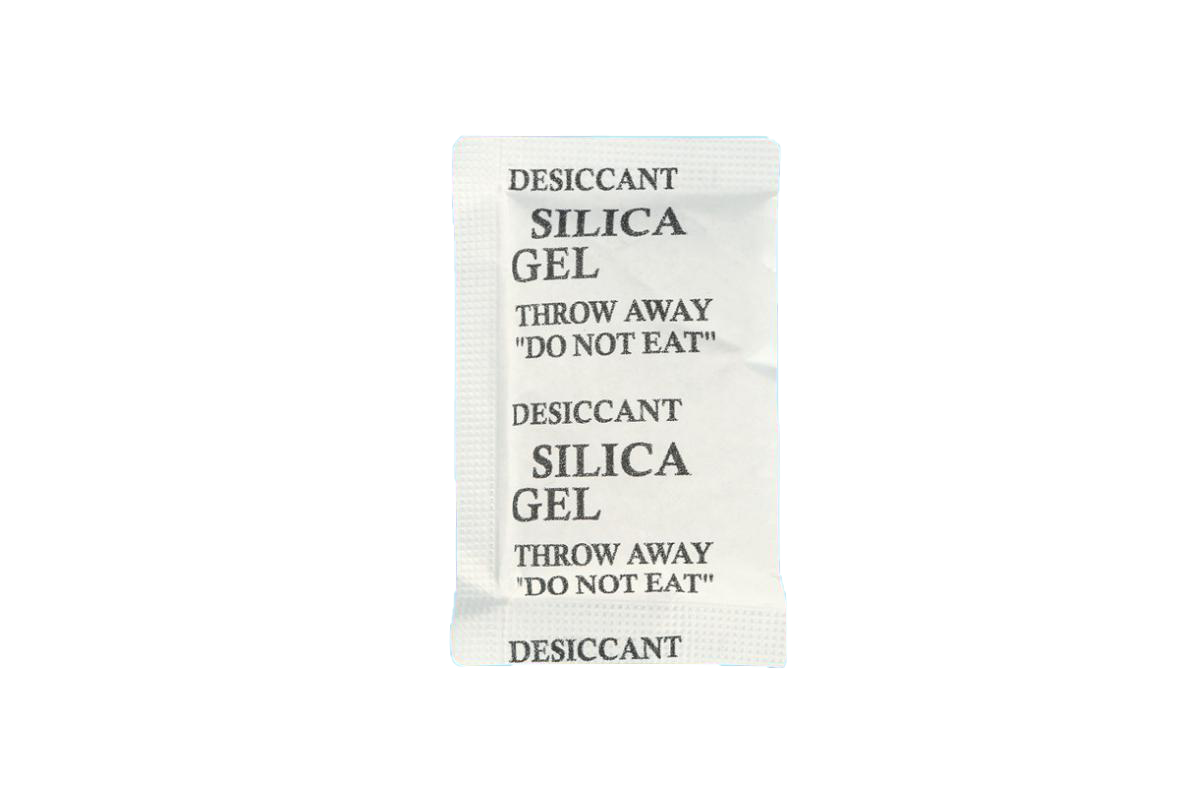 DESICCANT
SILICA
GEL
THROW AWAY
"DO NOT EAT"
DESICCANT
SILICA
GEL
THROW AWAY
"DO NOT EAT"
DESICCANT